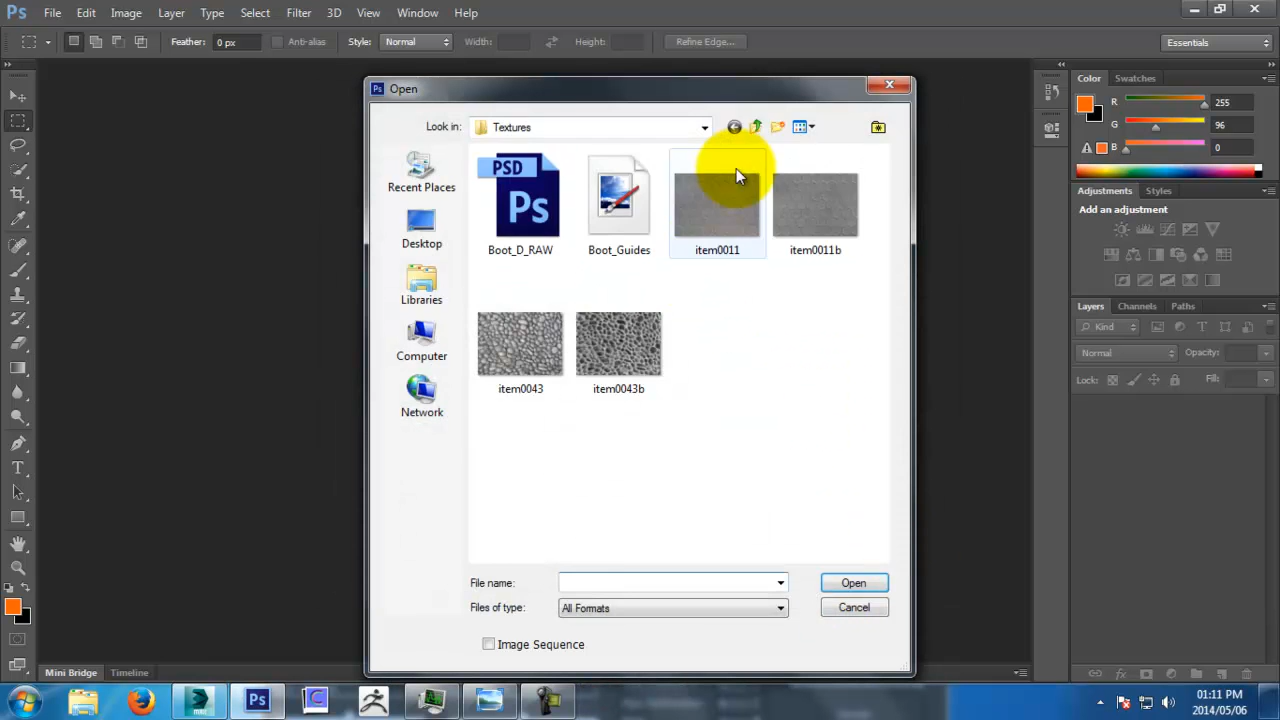 Ps File Edit Image Layer Type Select Filter 3D View Window Help
Feather: 0 px Anti-alias Style: Normal Width: Height: Refine Edge... Essentials
Ps Open
Color Swatches
R 255
G 96
B 0
Look in: Textures
Recent Places
Desktop
Libraries
Computer
Network
PSD
Ps
Boot_D_RAW Boot_Guides item0011 item0011b
item0043 item0043b
File name: Open
Files of type: All Formats Cancel
Image Sequence
Adjustments Styles
Add an adjustment
Layers Channels Paths
Kind
Normal Opacity:
Lock: Fill:
fx
Mini Bridge Timeline
Ps
01:11 PM
2014/05/06